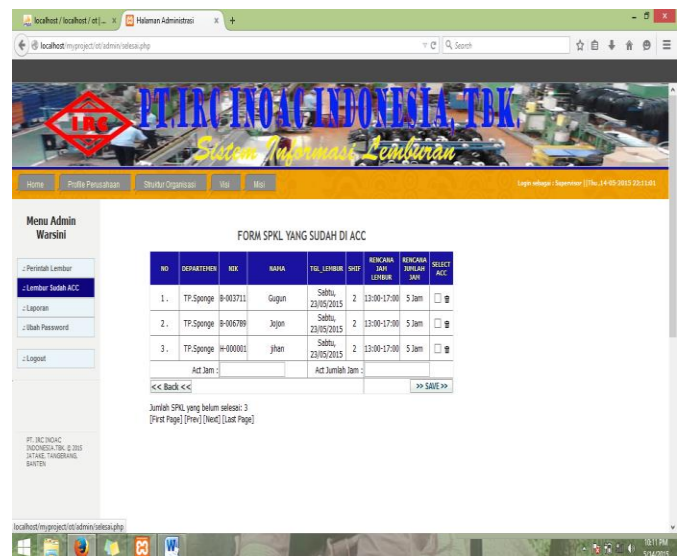 localhost / localhost / ot |... x
Halaman Administrasi x +
localhost/myproject/ot/admin/selesai.php
Search
IRC
PT.IRC INOAC INDONESIA, TBK.
Sistem Informasi Lemburan
Home Profile Perusahaan Struktur Organisasi Visi Misi
Login sebagai : Supervisor ||Thu ,14-05-2015 22:11:01
Menu Admin
Warsini
.: Perintah Lembur
.: Lembur Sudah ACC
.: Laporan
.: Ubah Password
.: Logout
PT. IRC INOAC
INDONESIA.TBK. © 2015
JATAKE, TANGERANG,
BANTEN
FORM SPKL YANG SUDAH DI ACC
NO DEPARTEMEN NIK NAMA TGL_LEMBUR SHIF RENCANA JAM LEMBUR RENCANA JUMLAH JAM SELECT ACC
1 . TP.Sponge B-003711 Gugun Sabtu, 23/05/2015 2 13:00-17:00 5 Jam
2 . TP.Sponge B-006789 Jojon Sabtu, 23/05/2015 2 13:00-17:00 5 Jam
3 . TP.Sponge H-000001 jihan Sabtu, 23/05/2015 2 13:00-17:00 5 Jam
Act Jam : Act Jumlah Jam :
<< Back << >> SAVE >>
Jumlah SPKL yang belum selesai: 3
[First Page] [Prev] [Next] [Last Page]
localhost/myproject/ot/admin/selesai.php
10:11 PM
5/14/2015